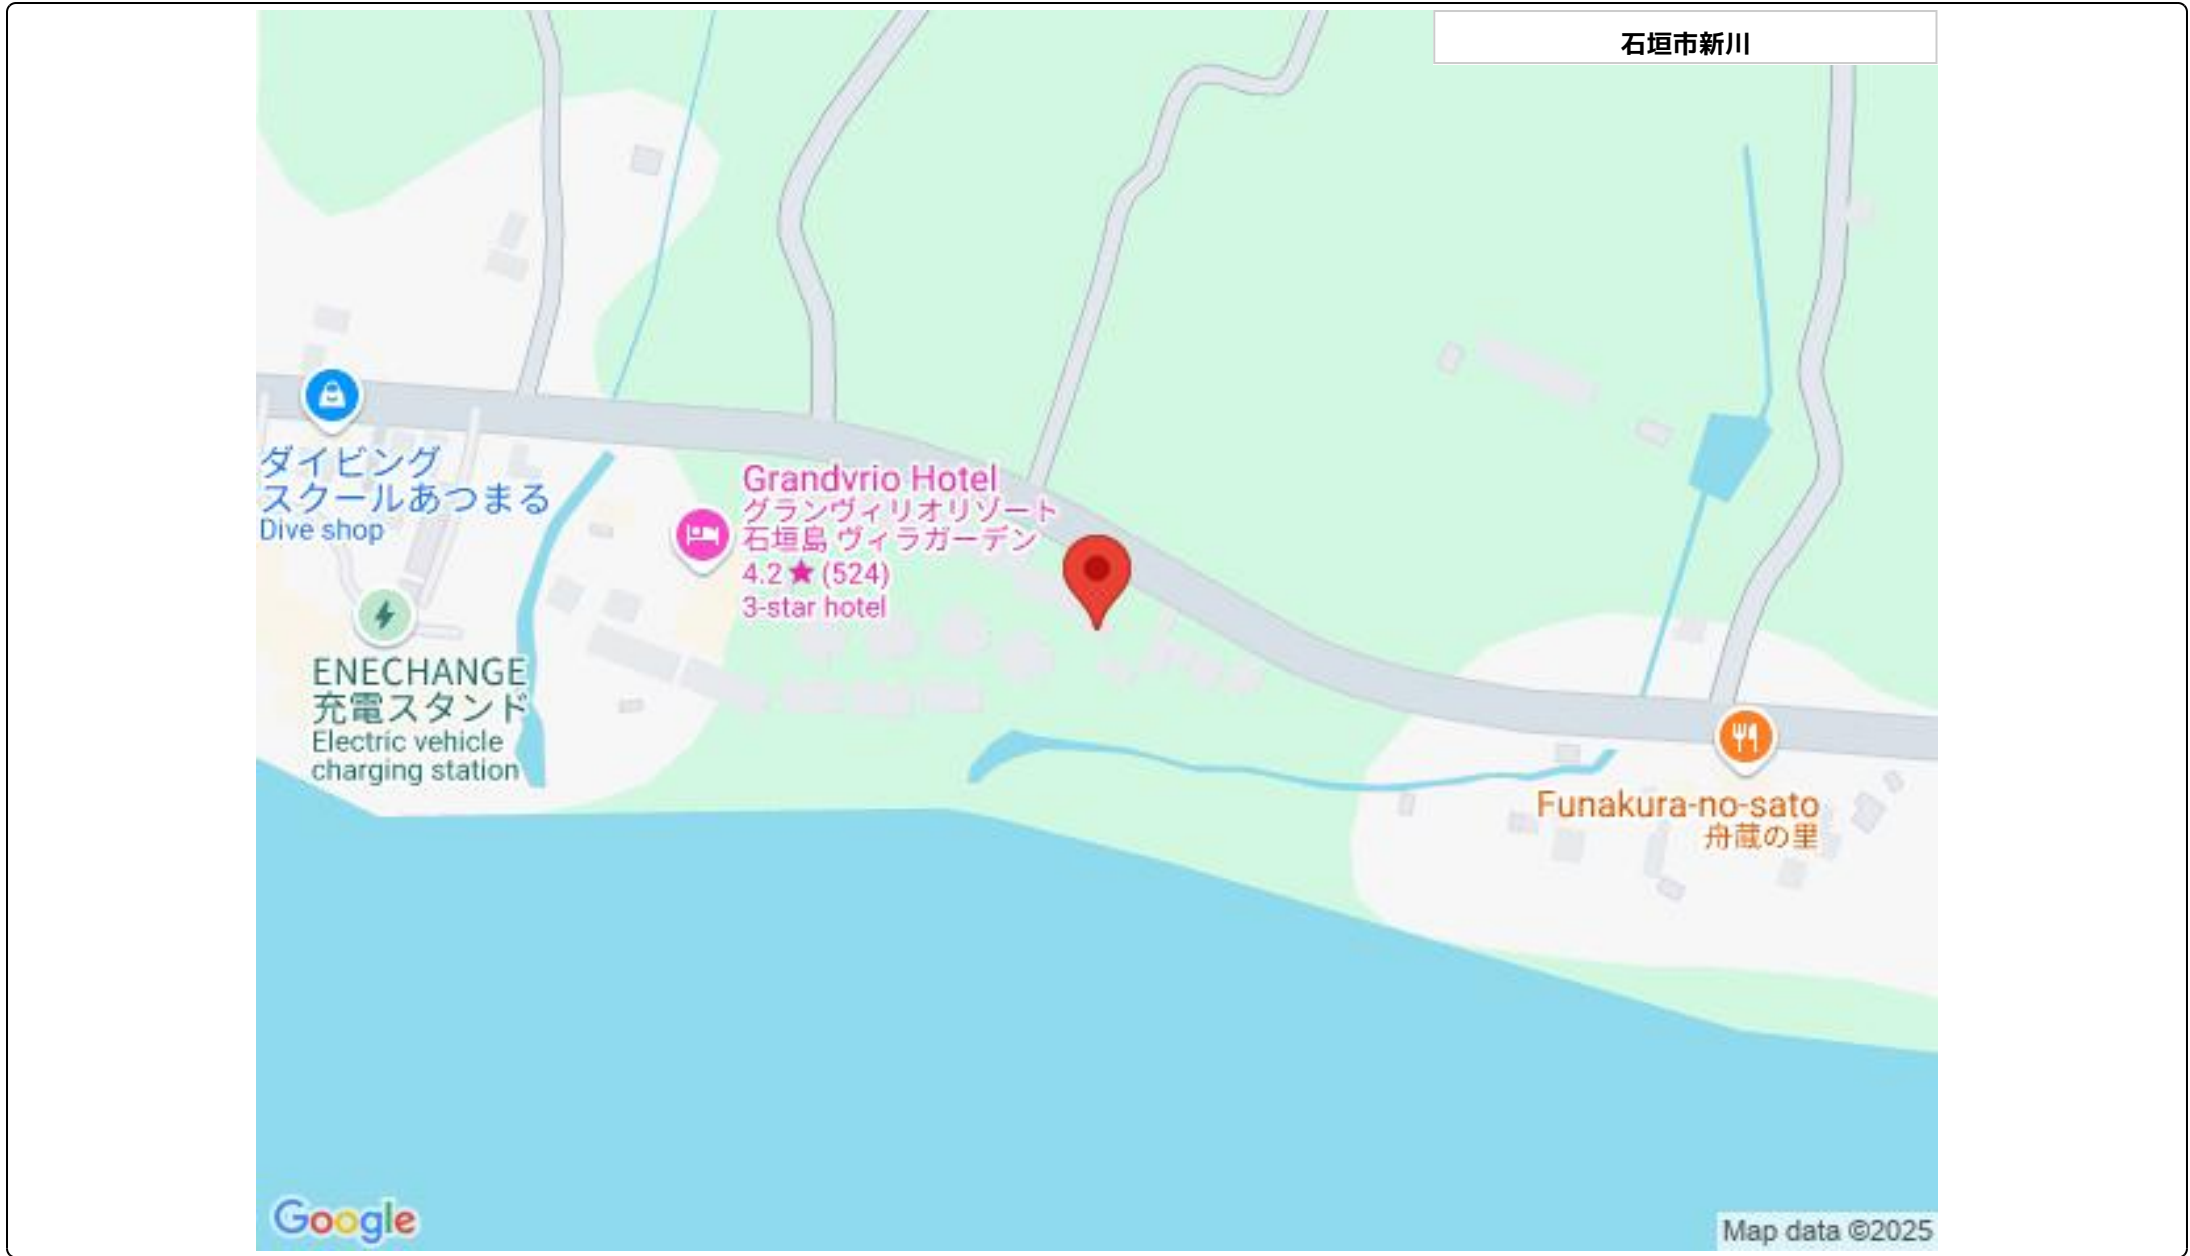 石垣市新川
ダイビング
スクールあつまる
Dive shop
Grandvrio Hotel
グランヴィリオリゾート
石垣島 ヴィラガーデン
4.2★(524)
3-star hotel
ENECHANGE
充電スタンド
Electric vehicle
charging station
Funakura-no-sato
舟蔵の里
Google
Map data ©2025